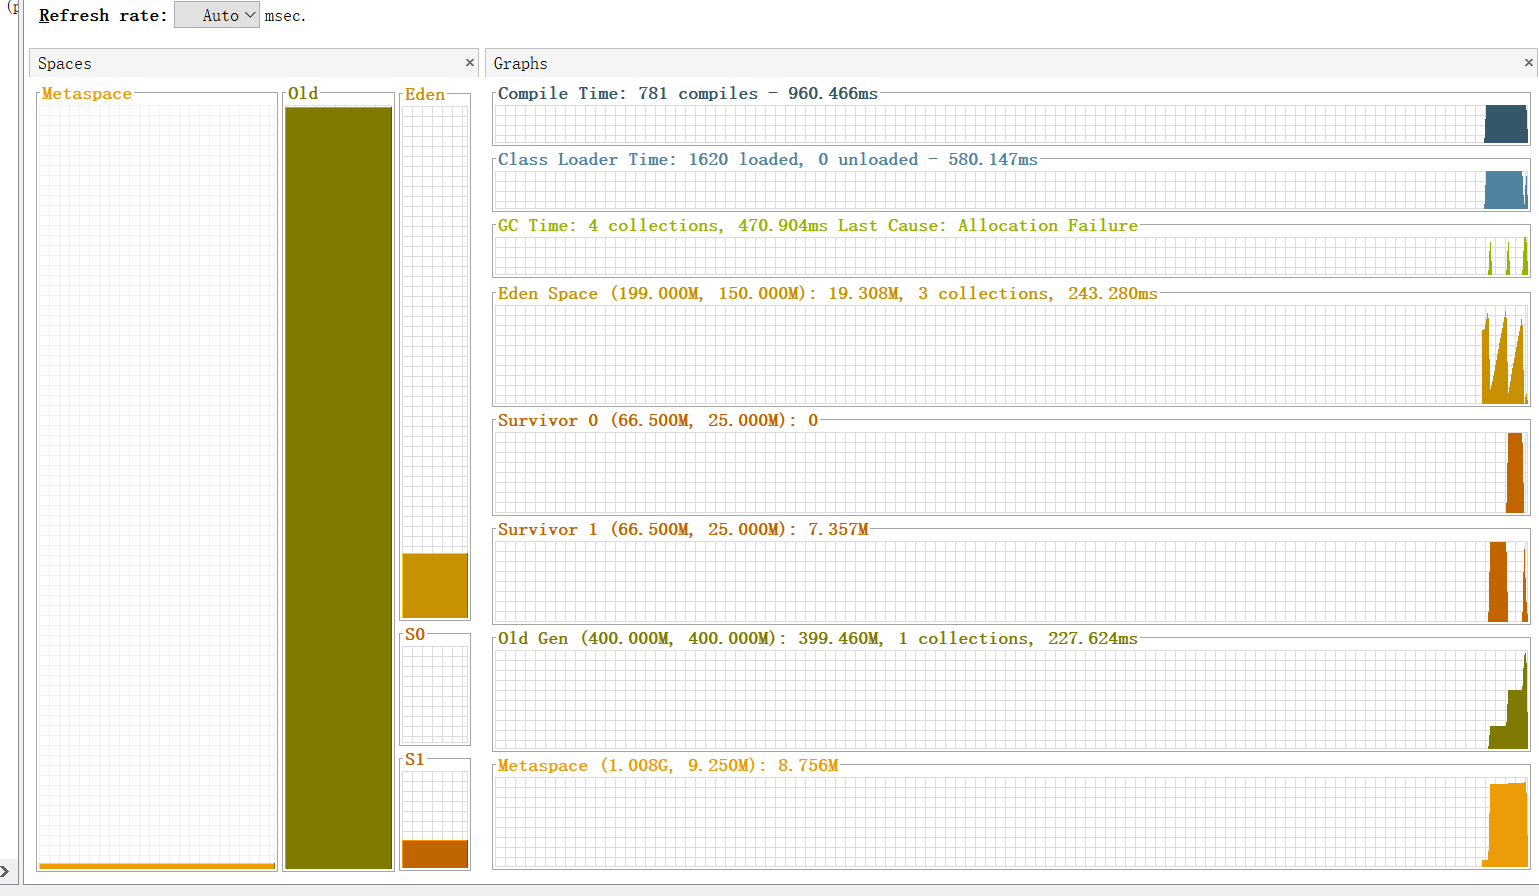 Refresh rate: Auto msec.
Spaces
Metaspace
Old
Eden
S0
S1
Graphs
Compile Time: 781 compiles - 960.466ms
Class Loader Time: 1620 loaded, 0 unloaded - 580.147ms
GC Time: 4 collections, 470.904ms Last Cause: Allocation Failure
Eden Space (199.000M, 150.000M): 19.308M, 3 collections, 243.280ms
Survivor 0 (66.500M, 25.000M): 0
Survivor 1 (66.500M, 25.000M): 7.357M
Old Gen (400.000M, 400.000M): 399.460M, 1 collections, 227.624ms
Metaspace (1.008G, 9.250M): 8.756M